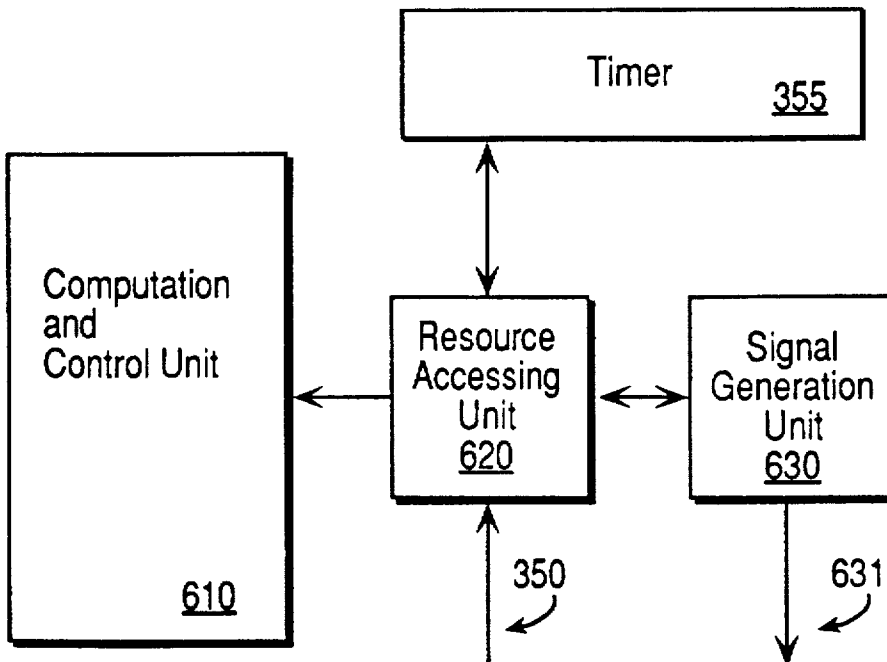 Timer
355
Computation
and
Control Unit
610
Resource
Accessing
Unit
620
Signal
Generation
Unit
630
350
631